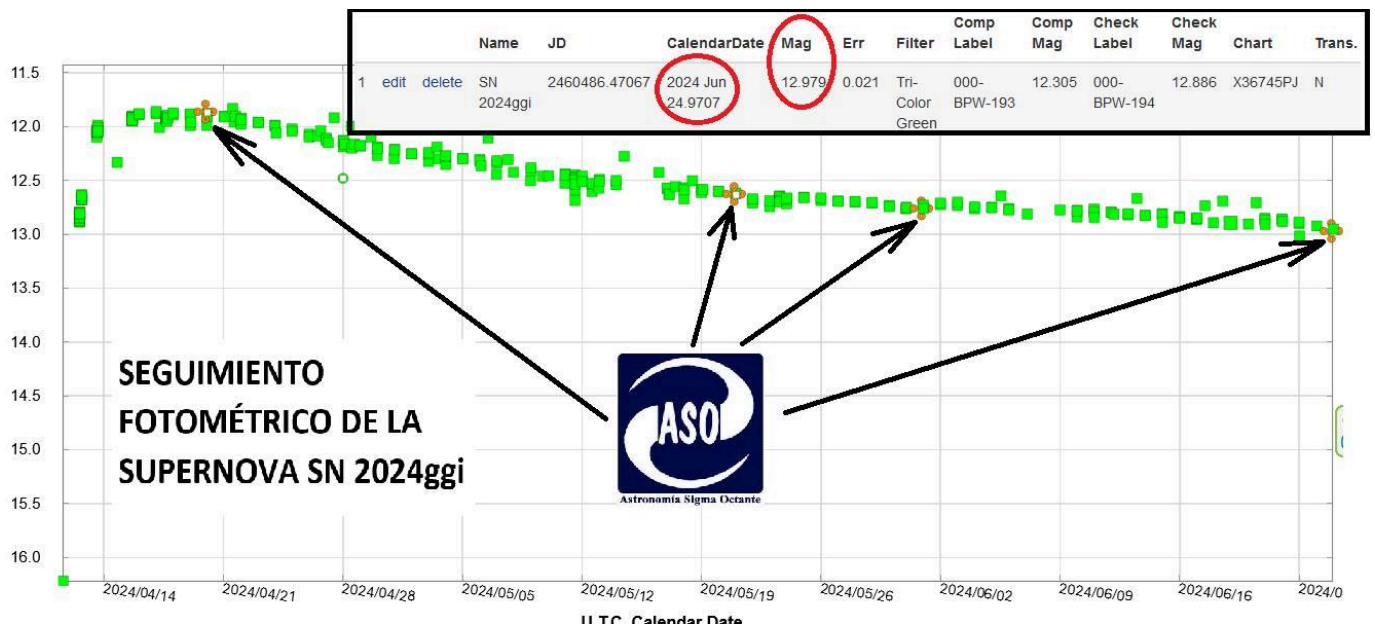 Name JD CalendarDate Mag Err Filter Comp Label Comp Mag Check Label Check Mag Chart Trans.
1 edit delete SN 2024ggi 2460486.47067 2024 Jun 24.9707 12.979 0.021 Tri-Color Green 000-BPW-193 12.305 000-BPW-194 12.886 X36745PJ N
11.5
12.0
12.5
13.0
13.5
14.0
14.5
15.0
15.5
16.0
SEGUIMIENTO
FOTOMÉTRICO DE LA
SUPERNOVA SN 2024ggi
ASO
Astronomía Sigma Octante
2024/04/14 2024/04/21 2024/04/28 2024/05/05 2024/05/12 2024/05/19 2024/05/26 2024/06/02 2024/06/09 2024/06/16 2024/0
U.T.C. Calendar Date